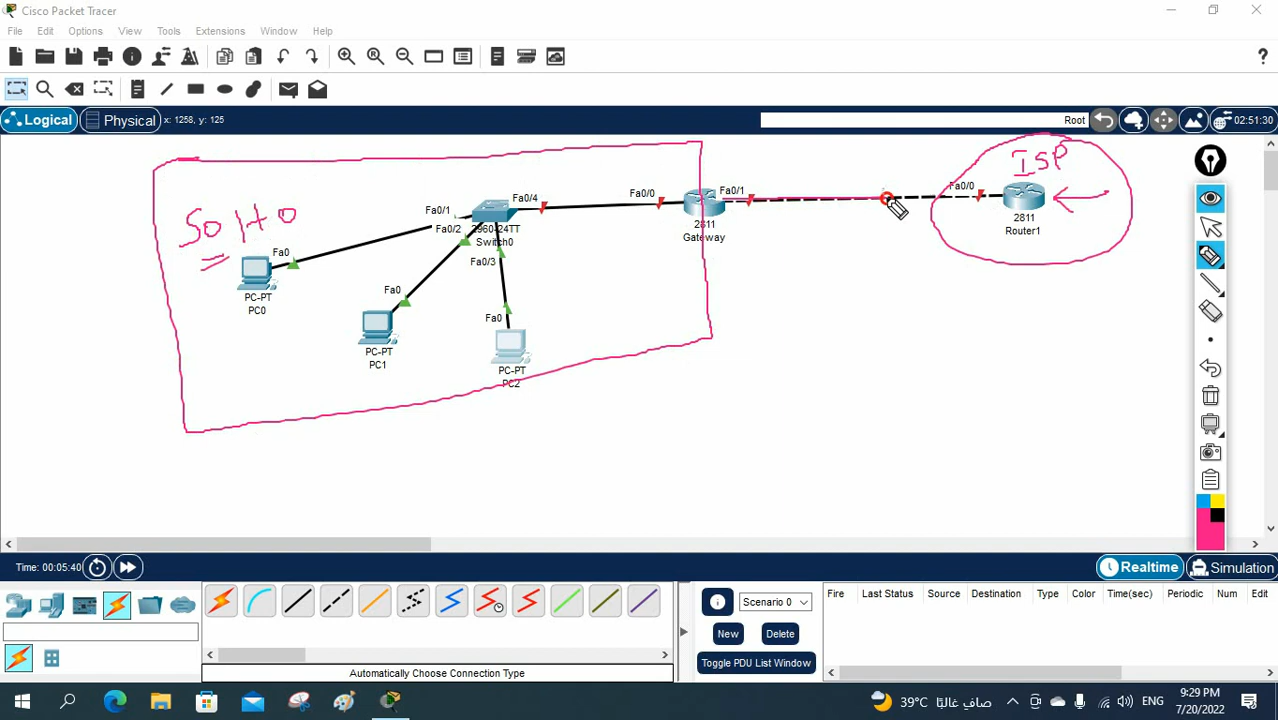 Cisco Packet Tracer
File Edit Options View Tools Extensions Window Help
Logical Physical x: 1258, y: 125 Root 02:51:30
ISP
SOHO
Fa0/4 Fa0/0 Fa0/1 Fa0/0
Fa0/1
Fa0/2 2960-24TT 2811 2811
Switch0 Gateway Router1
Fa0 Fa0/3
Fa0 PC-PT
PC0
Fa0
PC-PT
PC1
PC-PT
PC2
Time: 00:05:40 Realtime Simulation
Scenario 0 Fire Last Status Source Destination Type Color Time(sec) Periodic Num Edit
New Delete
Toggle PDU List Window
Automatically Choose Connection Type
39°C صافٍ غالبًا ENG 9:29 PM
7/20/2022